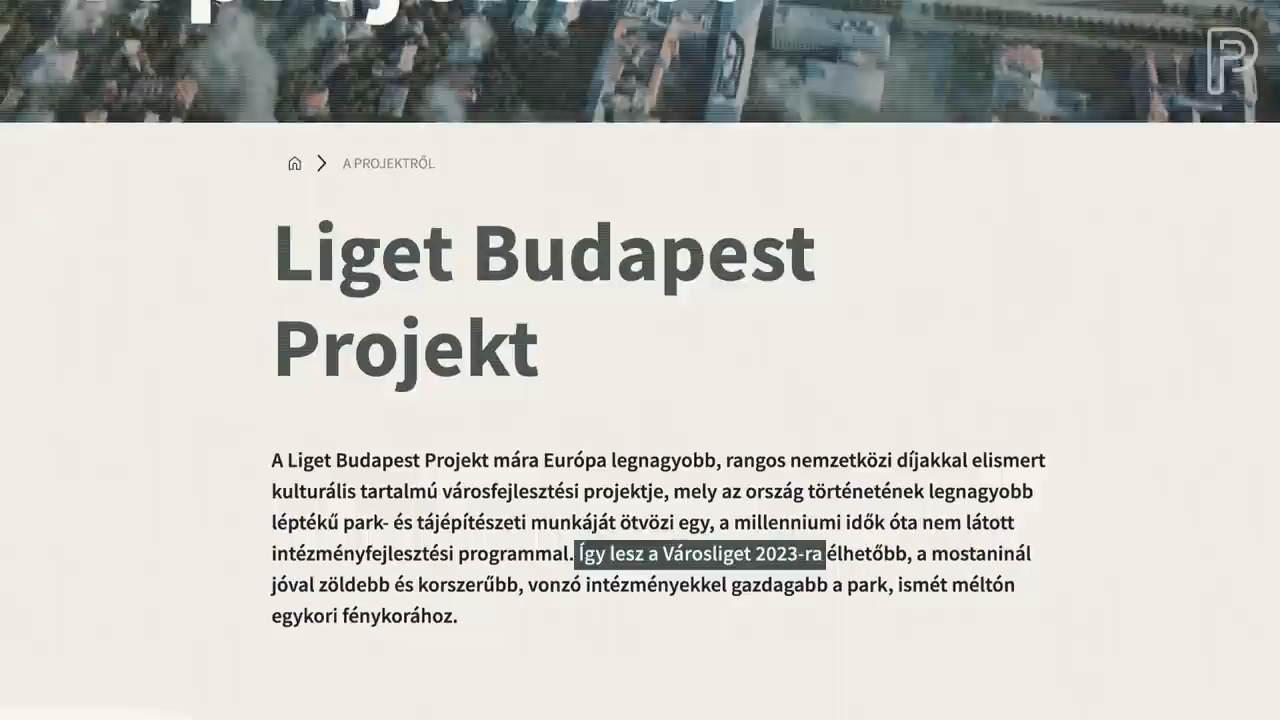 A PROJEKTRŐL
Liget Budapest
Projekt
A Liget Budapest Projekt mára Európa legnagyobb, rangos nemzetközi díjakkal elismert
kulturális tartalmú városfejlesztési projektje, mely az ország történetének legnagyobb
léptékű park- és tájépítészeti munkáját ötvözi egy, a millenniumi idők óta nem látott
intézményfejlesztési programmal. Így lesz a Városliget 2023-ra élhetőbb, a mostaninál
jóval zöldebb és korszerűbb, vonzó intézményekkel gazdagabb a park, ismét méltón
egykori fénykorához.